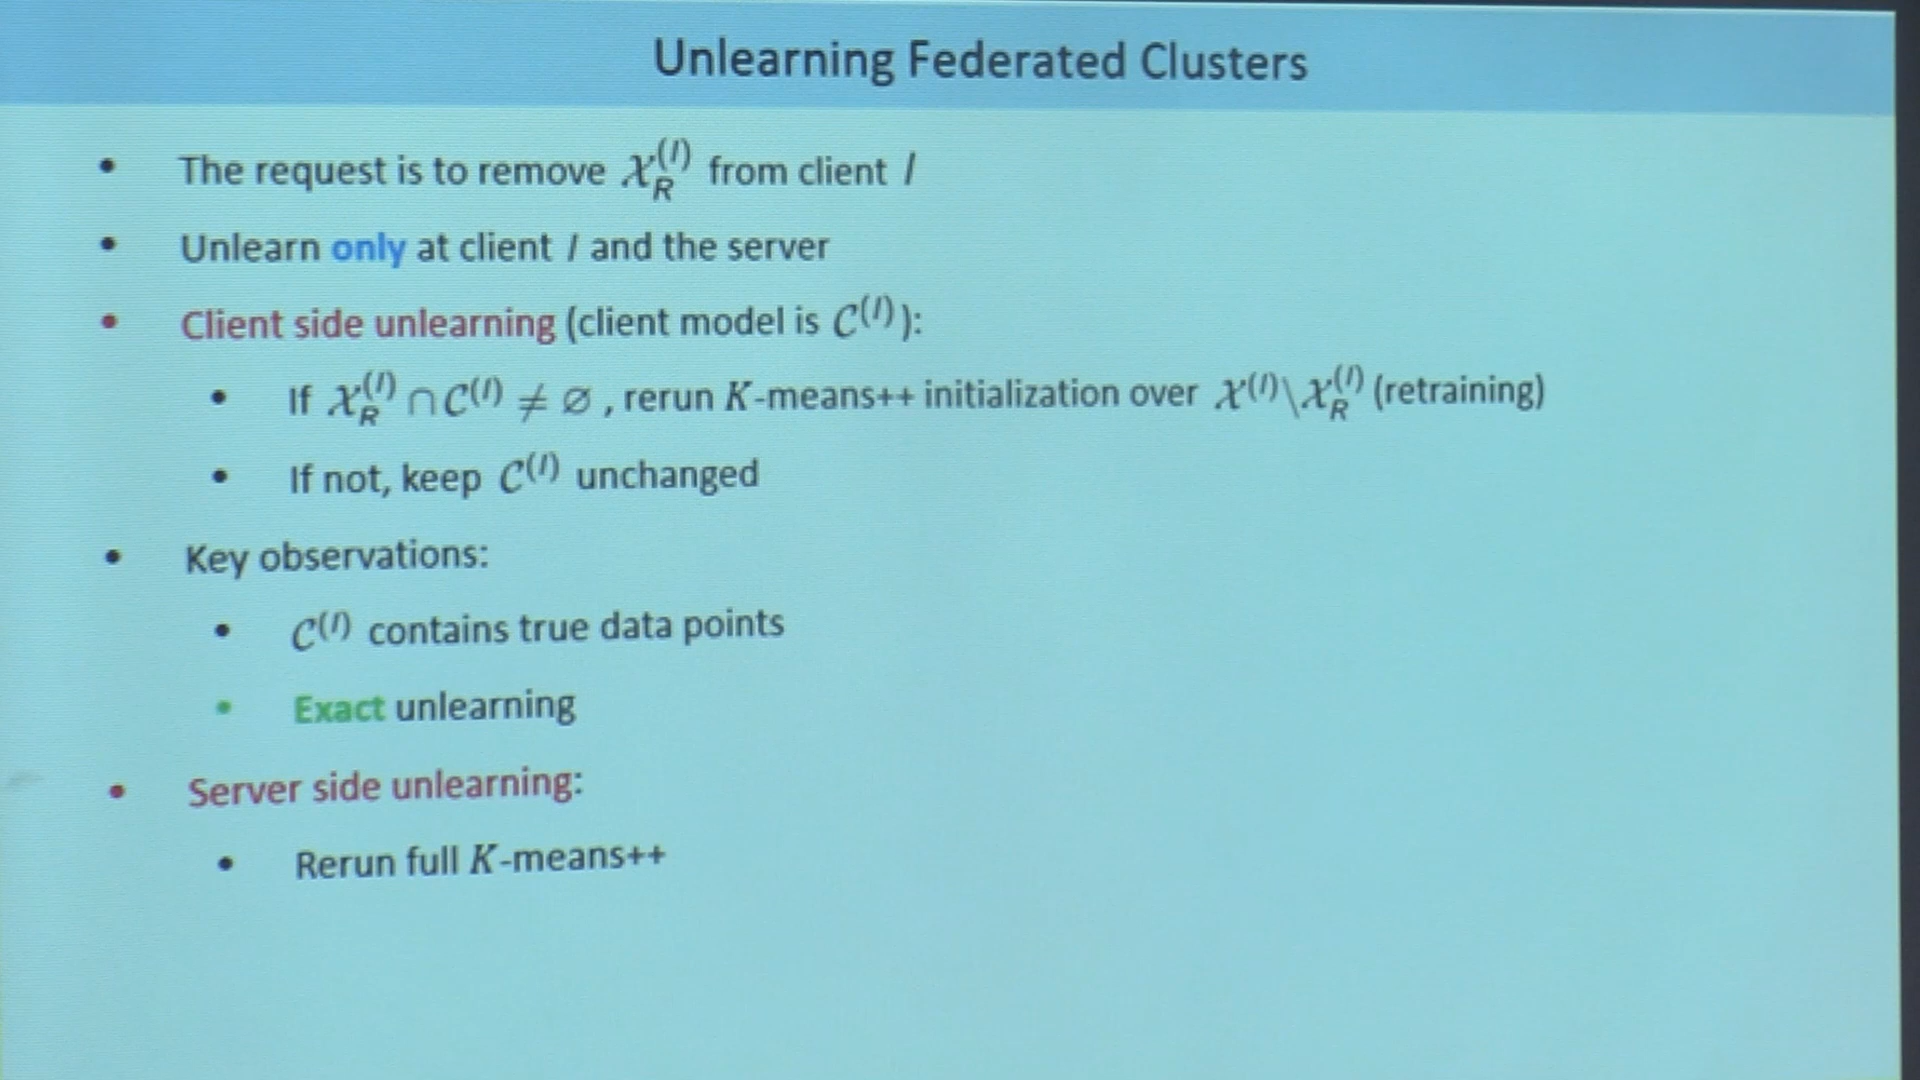 Unlearning Federated Clusters
• The request is to remove 𝒳_R^(l) from client l
• Unlearn only at client l and the server
• Client side unlearning (client model is 𝒞^(l)):
• If 𝒳_R^(l) ∩ 𝒞^(l) ≠ ∅ , rerun K-means++ initialization over 𝒳^(l)\𝒳_R^(l) (retraining)
• If not, keep 𝒞^(l) unchanged
• Key observations:
• 𝒞^(l) contains true data points
• Exact unlearning
• Server side unlearning:
• Rerun full K-means++